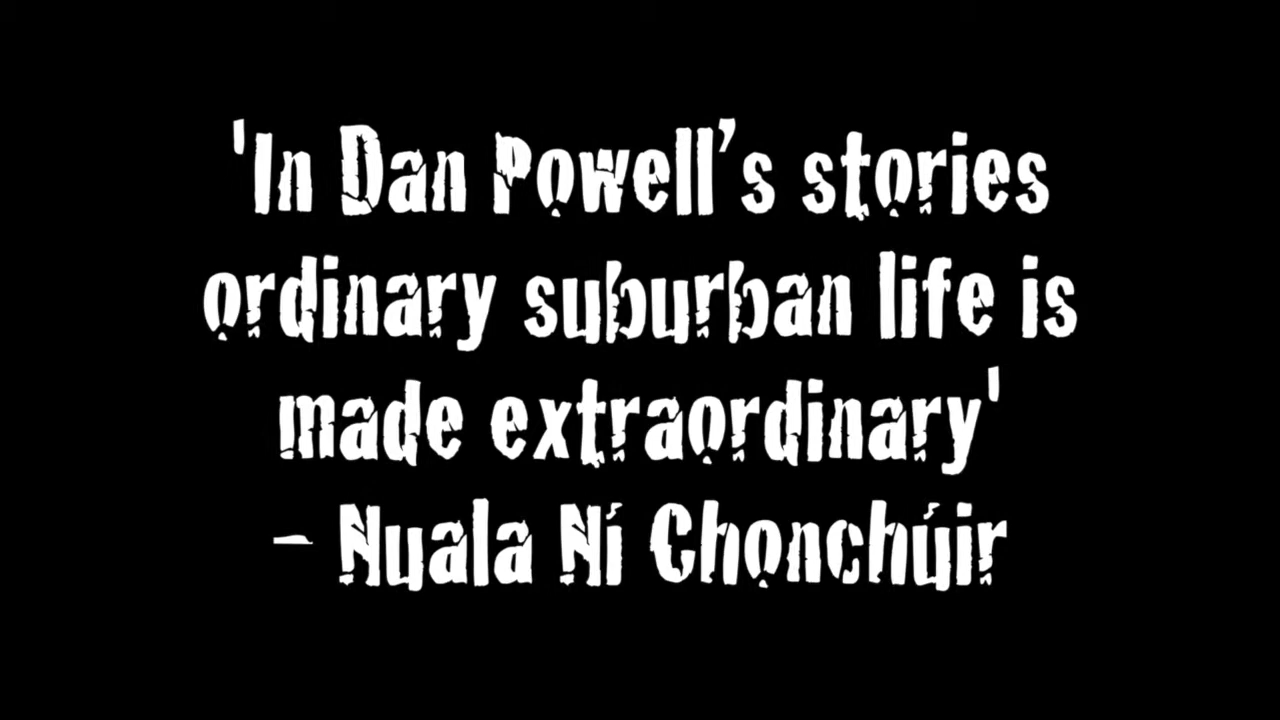 'In Dan Powell’s stories
ordinary suburban life is
made extraordinary'
– Nuala Ní Chonchúir